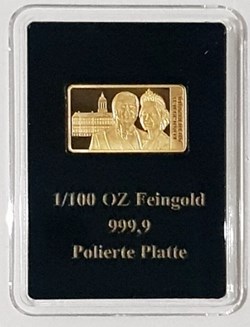 1/100 OZ Feingold
999,9
Polierte Platte